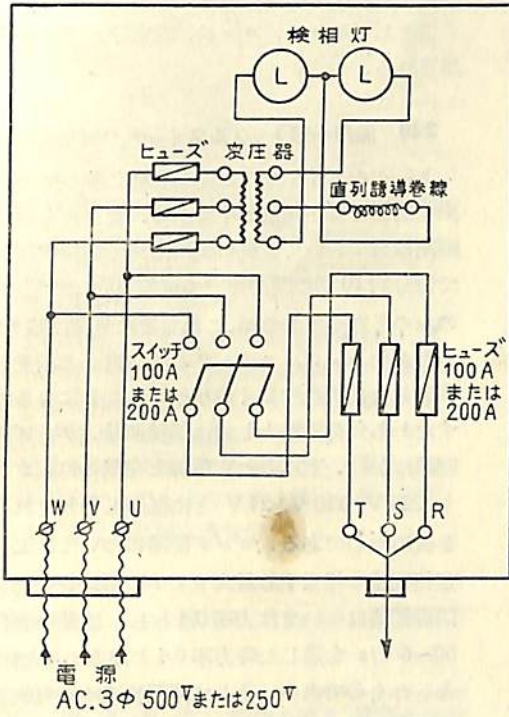 検相灯
L L
ヒューズ 変圧器
直列誘導巻線
スイッチ
100A
または
200A
ヒューズ
100A
または
200A
W V U
T S R
電源
AC.3Φ 500Vまたは250V